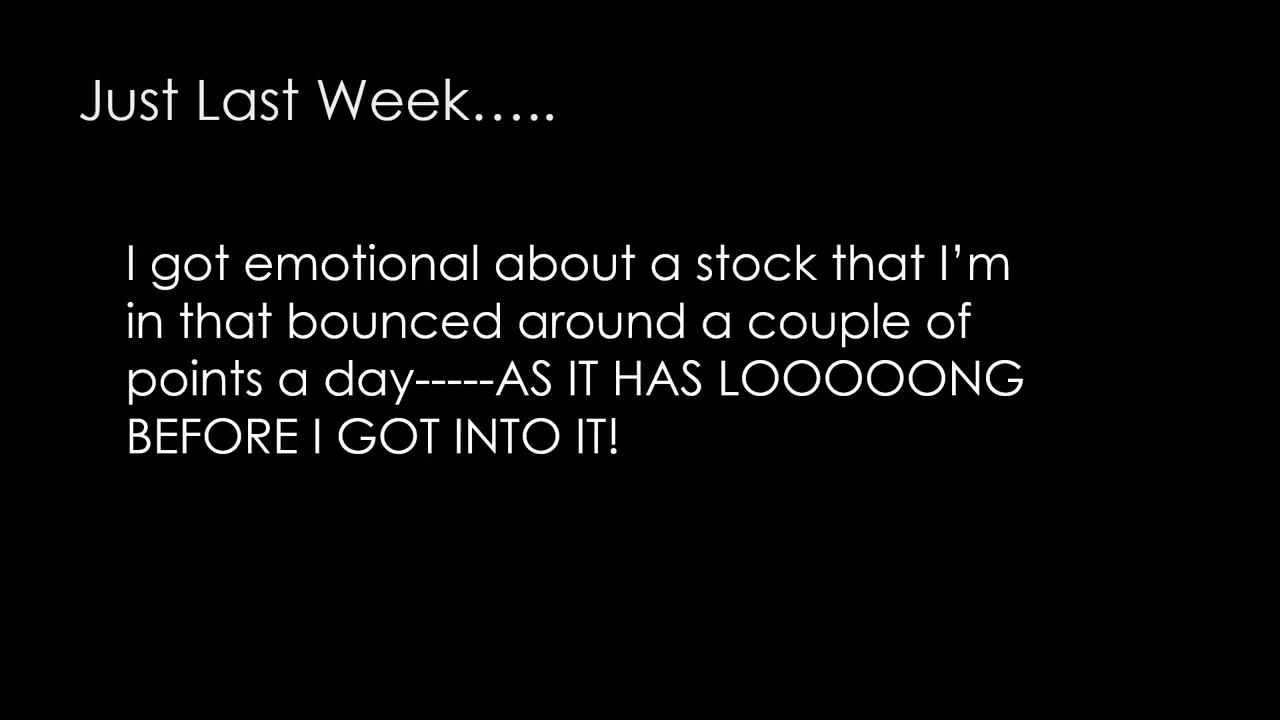 Just Last Week…..
I got emotional about a stock that I’m
in that bounced around a couple of
points a day-----AS IT HAS LOOOOONG
BEFORE I GOT INTO IT!